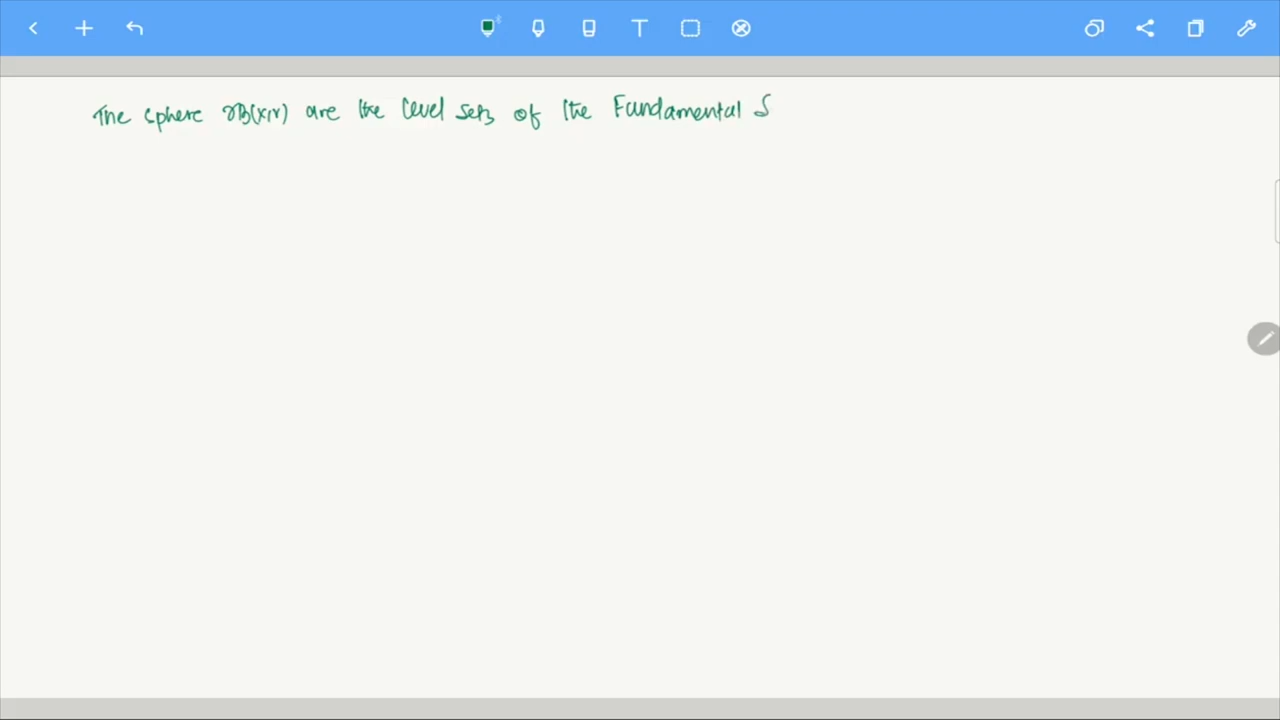 The sphere ∂B(x,r) are the level sets of the Fundamental S